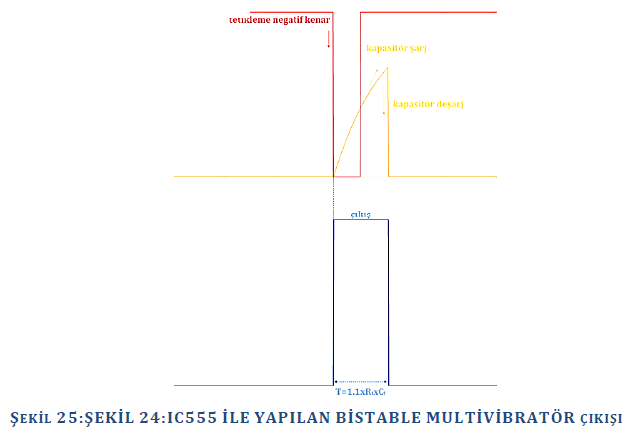 tetikleme negatif kenar
kapasitör şarj
kapasitör deşarj
çıkış
T=1.1xR₁xC₁
ŞEKİL 25:ŞEKİL 24:IC555 İLE YAPILAN BİSTABLE MULTİVİBRATÖR ÇIKIŞI